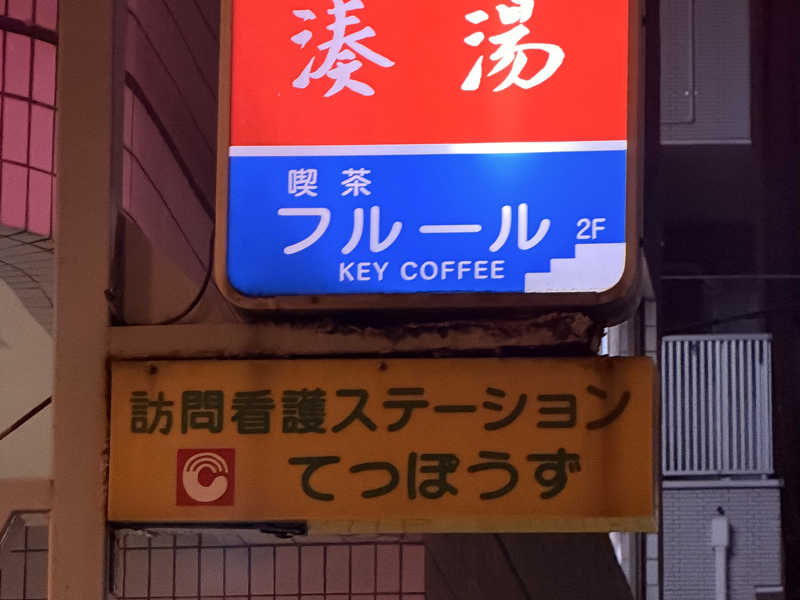 湊湯
喫茶
フルール 2F
KEY COFFEE
訪問看護ステーション
てっぽうず